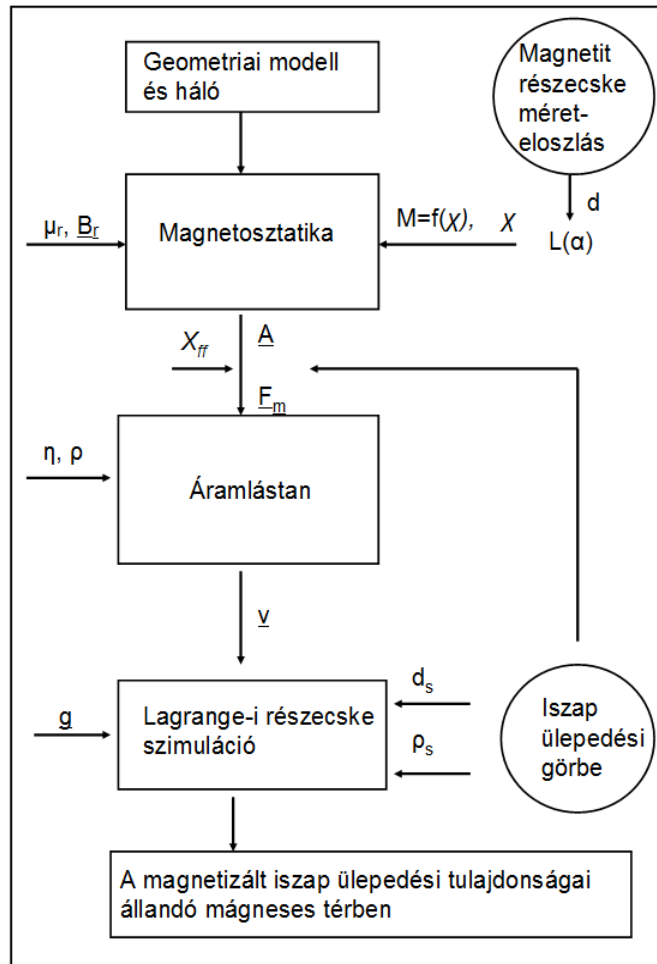 Geometriai modell
és háló
Magnetit
részecske
méret-
eloszlás
d
L(α)
M=f(χ), χ
μr, Br
Magnetosztatika
A
Xff
Fm
η, ρ
Áramlástan
v
ds
ρs
g
Lagrange-i részecske
szimuláció
Iszap
ülepedési
görbe
A magnetizált iszap ülepedési tulajdonságai
állandó mágneses térben